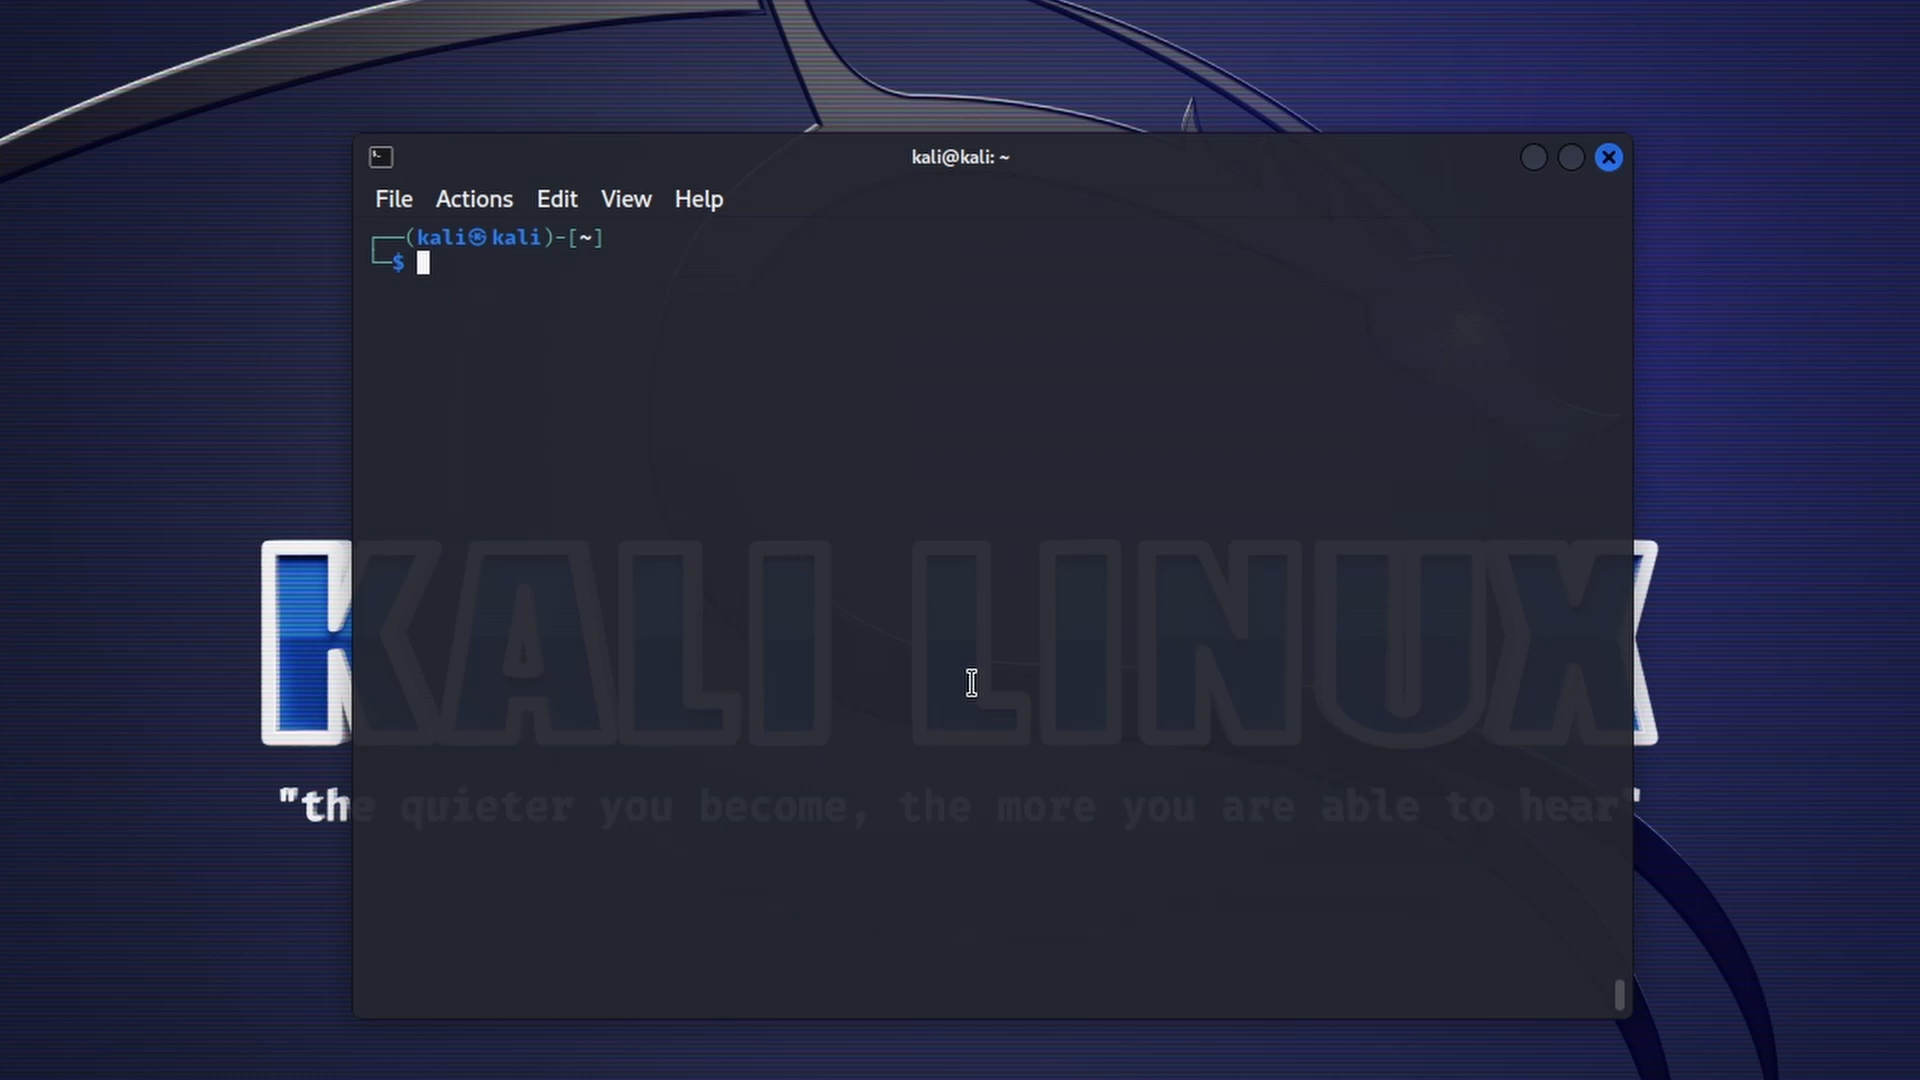 kali@kali: ~
File Actions Edit View Help
┌──(kali㉿kali)-[~]
└─$
KALI LINUX
"the quieter you become, the more you are able to hear"